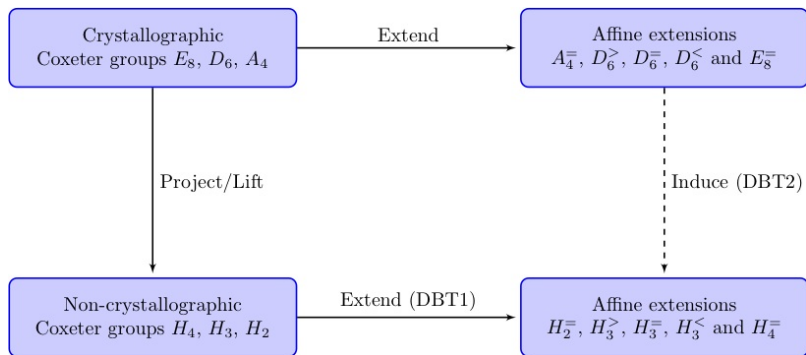 Crystallographic
Coxeter groups $E_8$, $D_6$, $A_4$
Extend
Affine extensions
$A_4^=$, $D_6^>$, $D_6^=$, $D_6^<$ and $E_8^=$
Project/Lift
Induce (DBT2)
Non-crystallographic
Coxeter groups $H_4$, $H_3$, $H_2$
Extend (DBT1)
Affine extensions
$H_2^=$, $H_3^>$, $H_3^=$, $H_3^<$ and $H_4^=$